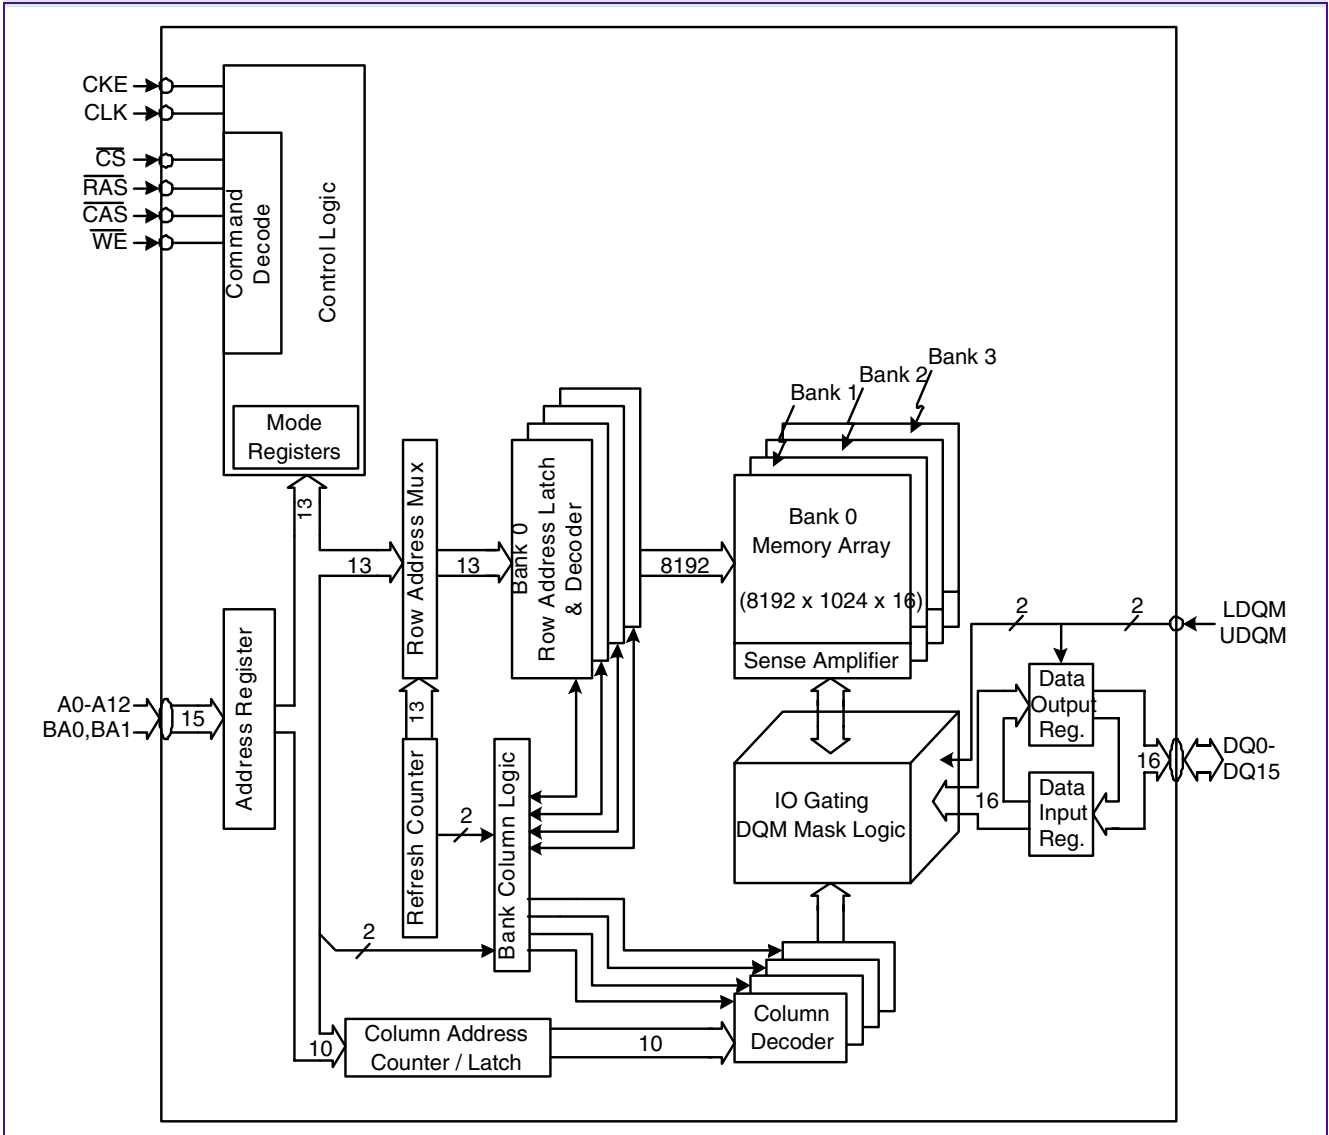 CKE
CLK
CS
RAS
CAS
WE
Command
Decode
Control Logic
Mode
Registers
13
Bank 3
Bank 2
Bank 1
Row Address Mux
13
13
Bank 0
Row Address Latch
& Decoder
8192
Bank 0
Memory Array
(8192 x 1024 x 16)
Sense Amplifier
2
2
LDQM
UDQM
A0-A12
BA0,BA1
15
Address Register
13
Refresh Counter
2
Bank Column Logic
IO Gating
DQM Mask Logic
16
Data
Output
Reg.
Data
Input
Reg.
16
DQ0-
DQ15
2
10
Column Address
Counter / Latch
10
Column
Decoder